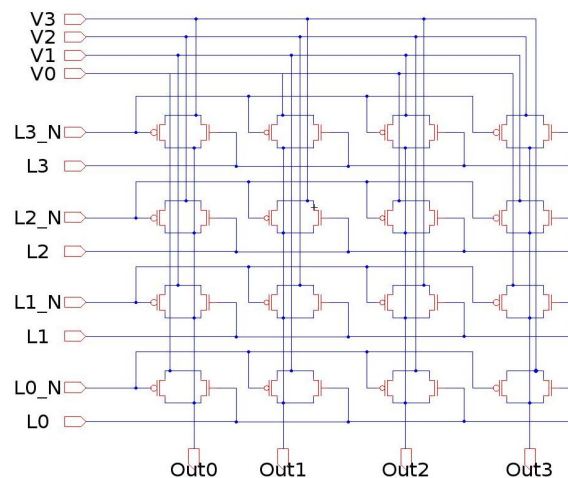 V3
V2
V1
V0
L3_N
L3
L2_N
L2
L1_N
L1
L0_N
L0
Out0 Out1 Out2 Out3